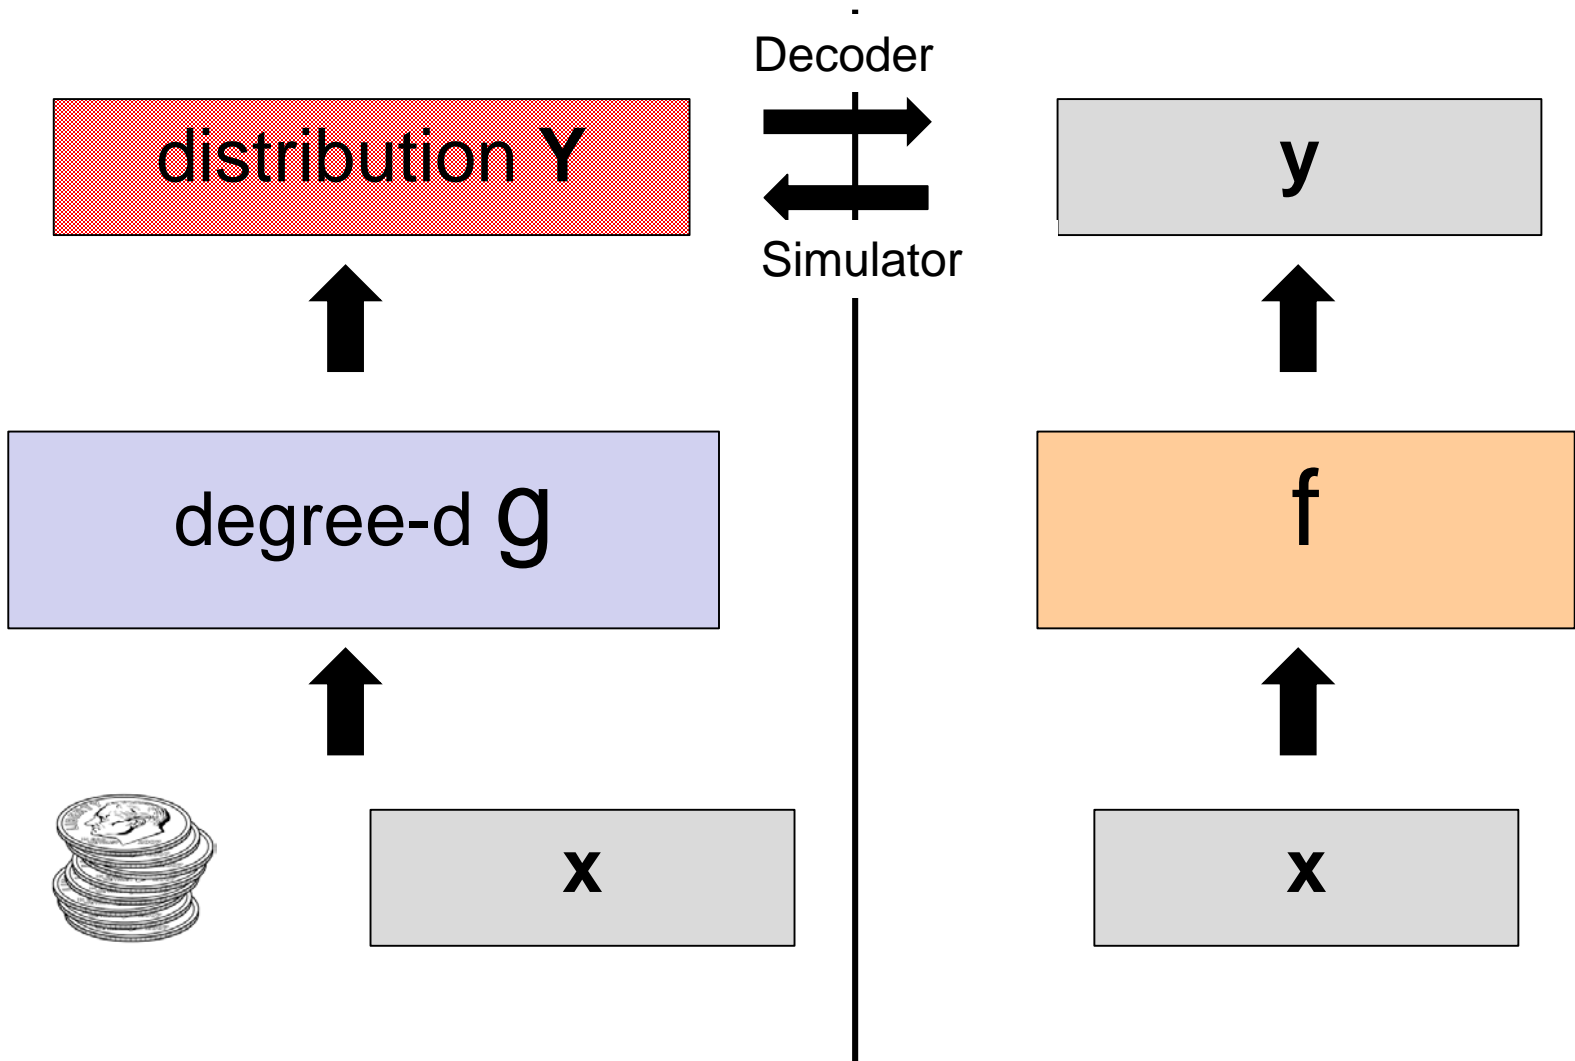 Decoder
distribution Y
y
Simulator
degree-d g
f
x
x